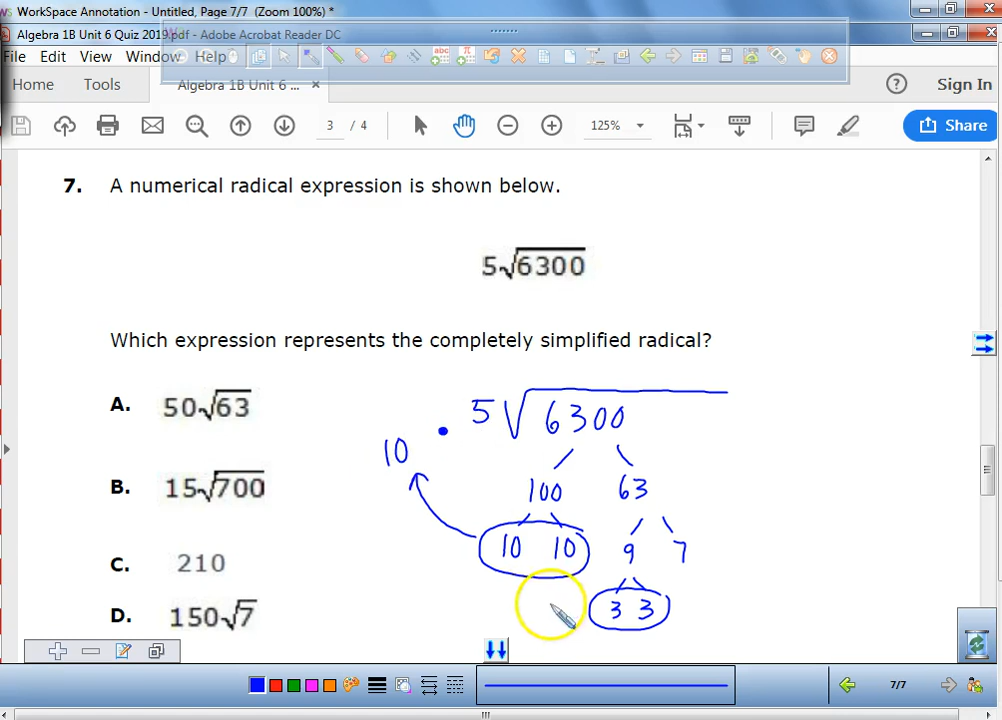 WorkSpace Annotation - Untitled, Page 7/7 (Zoom 100%) *
Algebra 1B Unit 6 Quiz 2019.pdf - Adobe Acrobat Reader DC
File Edit View Window Help
abc π
Home Tools Algebra 1B Unit 6 ... × ? Sign In
3 / 4 125% Share
7. A numerical radical expression is shown below.
5√6300
Which expression represents the completely simplified radical?
A. 50√63
B. 15√700
C. 210
D. 150√7
10 • 5√6300
100 63
10 10 9 7
3 3
7/7